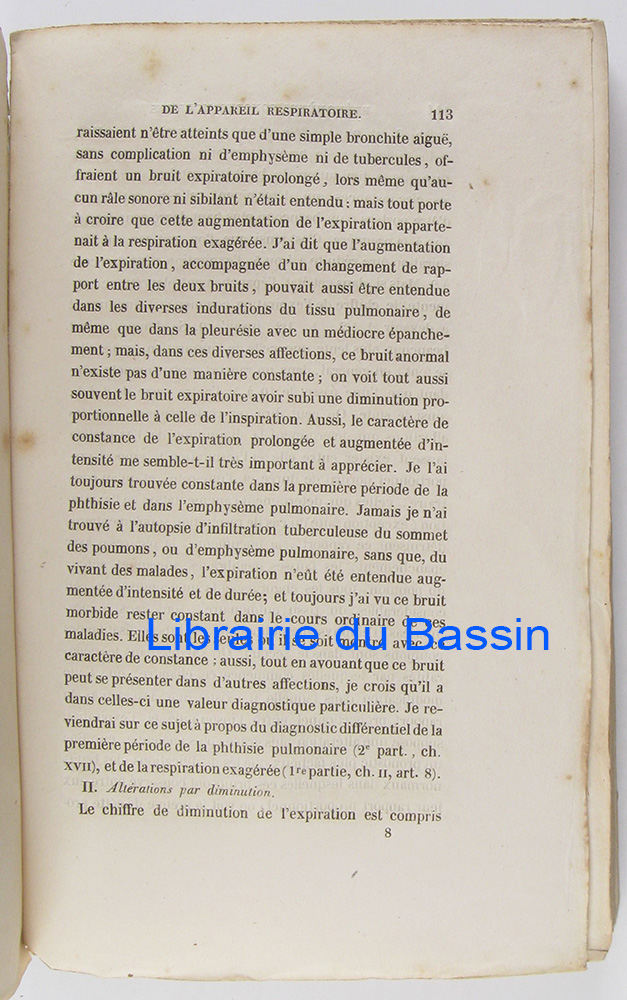 DE L'APPAREIL RESPIRATOIRE. 113
raissaient n'être atteints que d'une simple bronchite aiguë,
sans complication ni d'emphysème ni de tubercules, of-
fraient un bruit expiratoire prolongé, lors même qu'au-
cun râle sonore ni sibilant n'était entendu : mais tout porte
à croire que cette augmentation de l'expiration apparte-
nait à la respiration exagérée. J'ai dit que l'augmentation
de l'expiration, accompagnée d'un changement de rap-
port entre les deux bruits, pouvait aussi être entendue
dans les diverses indurations du tissu pulmonaire, de
même que dans la pleurésie avec un médiocre épanche-
ment ; mais, dans ces diverses affections, ce bruit anormal
n'existe pas d'une manière constante ; on voit tout aussi
souvent le bruit expiratoire avoir subi une diminution pro-
portionnelle à celle de l'inspiration. Aussi, le caractère de
constance de l'expiration prolongée et augmentée d'in-
tensité me semble-t-il très important à apprécier. Je l'ai
toujours trouvée constante dans la première période de la
phthisie et dans l'emphysème pulmonaire. Jamais je n'ai
trouvé à l'autopsie d'infiltration tuberculeuse du sommet
des poumons, ou d'emphysème pulmonaire, sans que, du
vivant des malades, l'expiration n'eût été entendue aug-
mentée d'intensité et de durée; et toujours j'ai vu ce bruit
morbide rester constant dans le cours ordinaire de ces
maladies. Elles sont les seules où il se soit montré avec ce
Librairie du Bassin
caractère de constance : aussi, tout en avouant que ce bruit
peut se présenter dans d'autres affections, je crois qu'il a
dans celles-ci une valeur diagnostique particulière. Je re-
viendrai sur ce sujet à propos du diagnostic différentiel de la
première période de la phthisie pulmonaire (2e part., ch.
XVII), et de la respiration exagérée (1re partie, ch. II, art. 8).
II. Altérations par diminution.
Le chiffre de diminution de l'expiration est compris
8